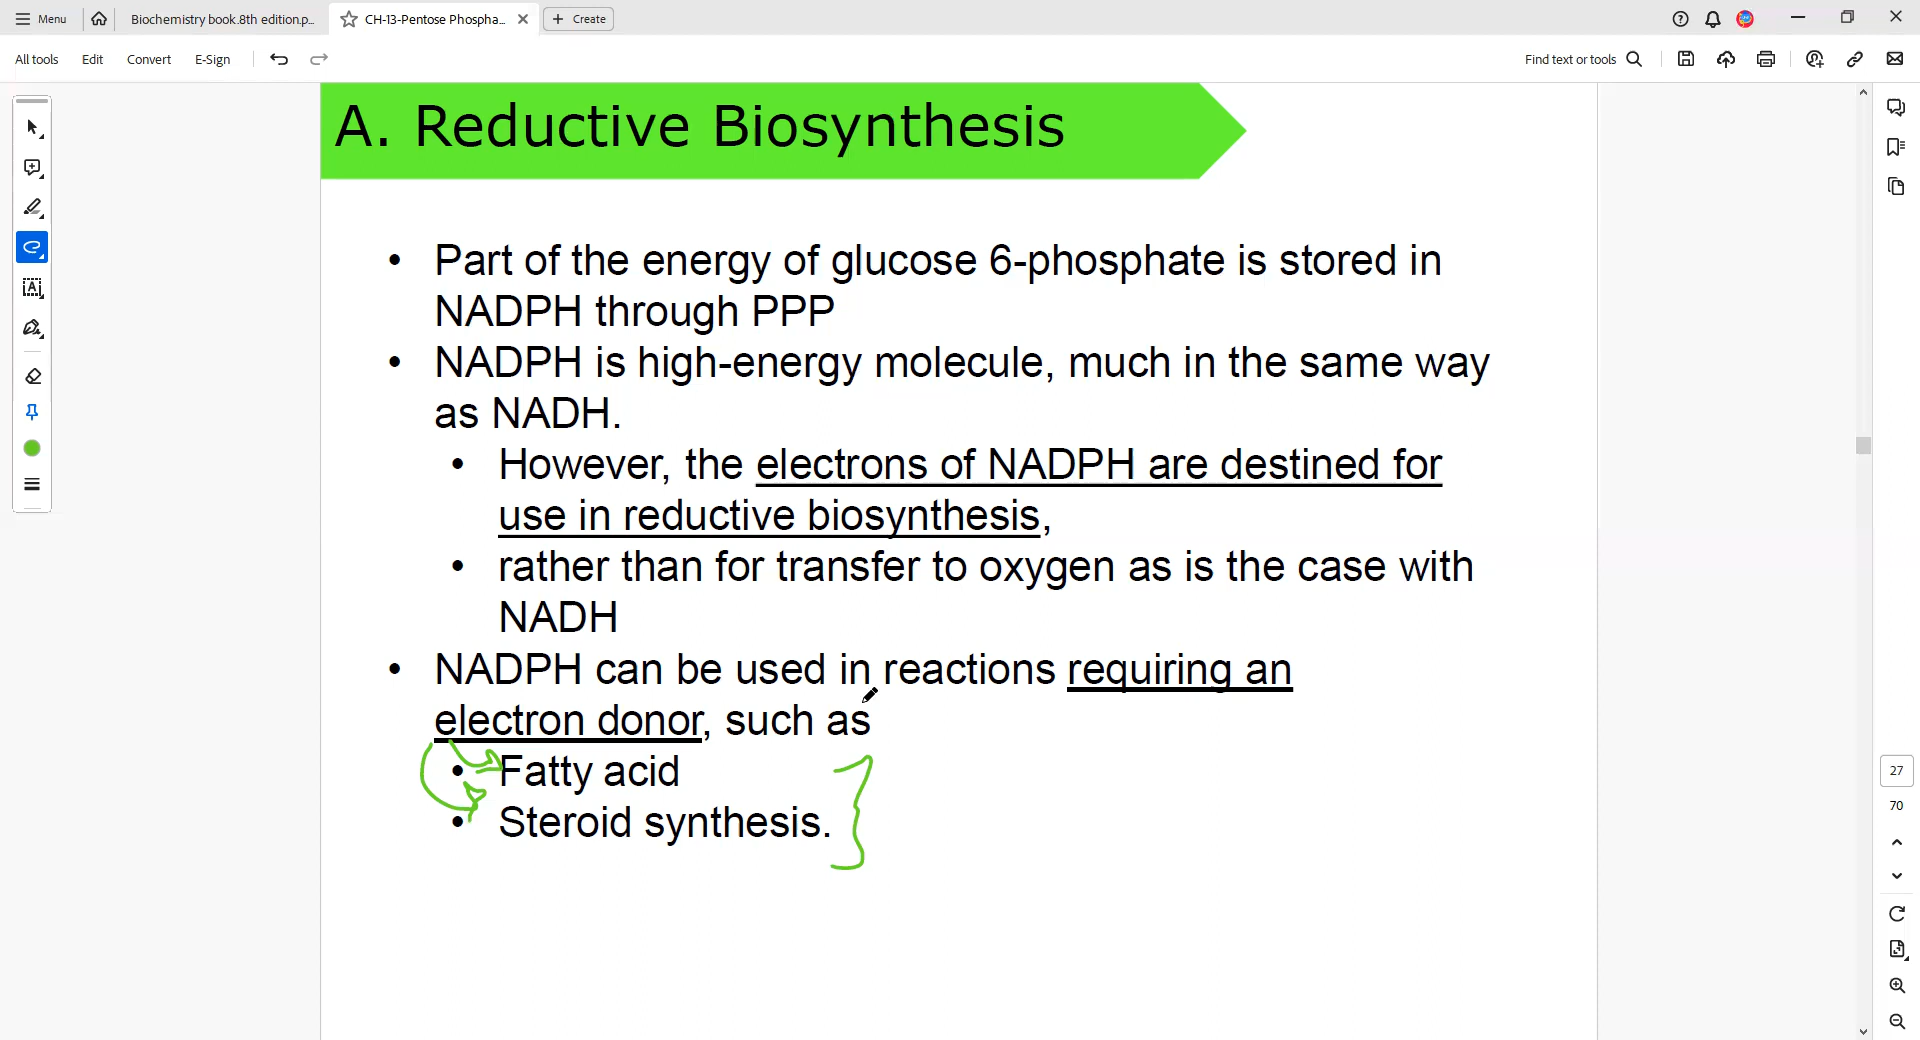 Menu
Biochemistry book.8th edition.p...
CH-13-Pentose Phospha...
Create
All tools
Edit
Convert
E-Sign
Find text or tools
A. Reductive Biosynthesis
• Part of the energy of glucose 6-phosphate is stored in
NADPH through PPP
• NADPH is high-energy molecule, much in the same way
as NADH.
• However, the electrons of NADPH are destined for
use in reductive biosynthesis,
• rather than for transfer to oxygen as is the case with
NADH
• NADPH can be used in reactions requiring an
electron donor, such as
• Fatty acid
• Steroid synthesis.
27
70